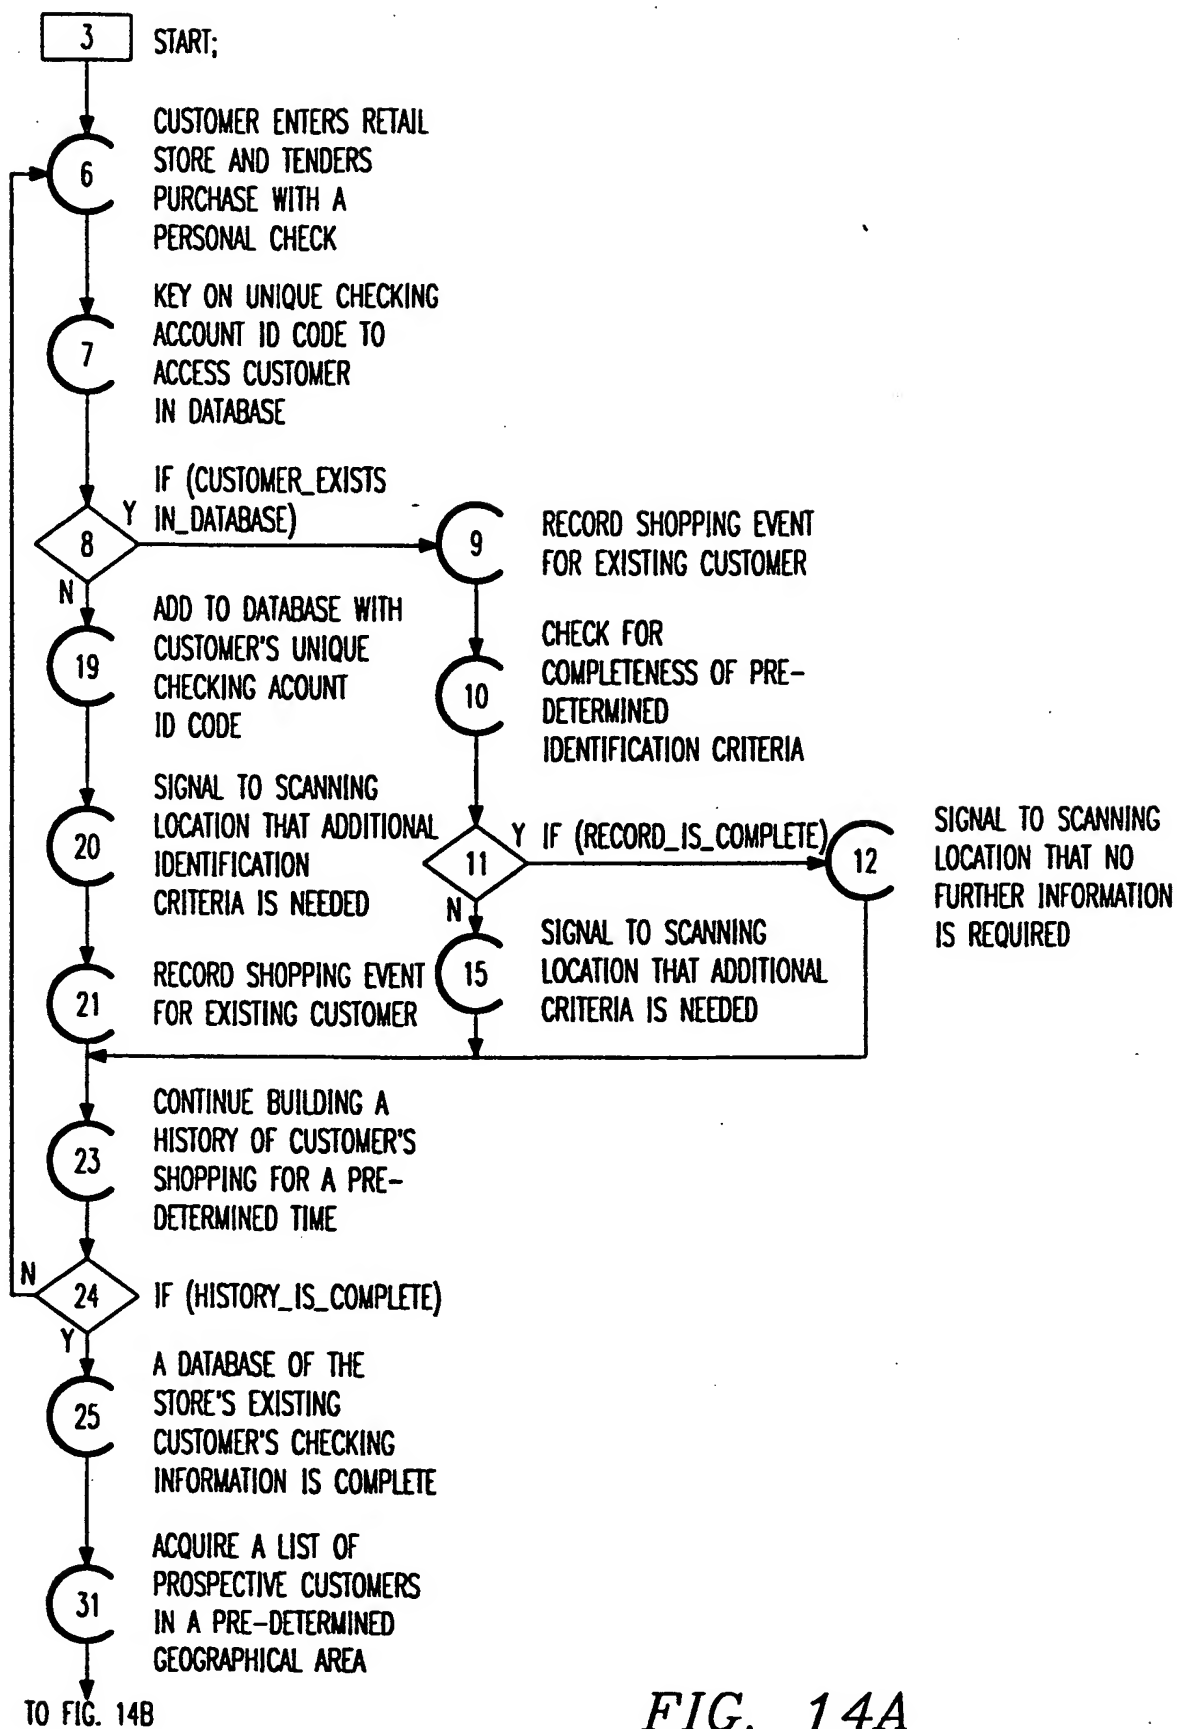 3
START;
6
CUSTOMER ENTERS RETAIL
STORE AND TENDERS
PURCHASE WITH A
PERSONAL CHECK
7
KEY ON UNIQUE CHECKING
ACCOUNT ID CODE TO
ACCESS CUSTOMER
IN DATABASE
8
Y
IF (CUSTOMER_EXISTS
IN_DATABASE)
N
9
RECORD SHOPPING EVENT
FOR EXISTING CUSTOMER
19
ADD TO DATABASE WITH
CUSTOMER'S UNIQUE
CHECKING ACOUNT
ID CODE
10
CHECK FOR
COMPLETENESS OF PRE-
DETERMINED
IDENTIFICATION CRITERIA
20
SIGNAL TO SCANNING
LOCATION THAT ADDITIONAL
IDENTIFICATION
CRITERIA IS NEEDED
11
Y IF (RECORD_IS_COMPLETE)
N
12
SIGNAL TO SCANNING
LOCATION THAT NO
FURTHER INFORMATION
IS REQUIRED
21
RECORD SHOPPING EVENT
FOR EXISTING CUSTOMER
15
SIGNAL TO SCANNING
LOCATION THAT ADDITIONAL
CRITERIA IS NEEDED
23
CONTINUE BUILDING A
HISTORY OF CUSTOMER'S
SHOPPING FOR A PRE-
DETERMINED TIME
N
24
IF (HISTORY_IS_COMPLETE)
Y
25
A DATABASE OF THE
STORE'S EXISTING
CUSTOMER'S CHECKING
INFORMATION IS COMPLETE
31
ACQUIRE A LIST OF
PROSPECTIVE CUSTOMERS
IN A PRE-DETERMINED
GEOGRAPHICAL AREA
TO FIG. 14B
FIG. 14A